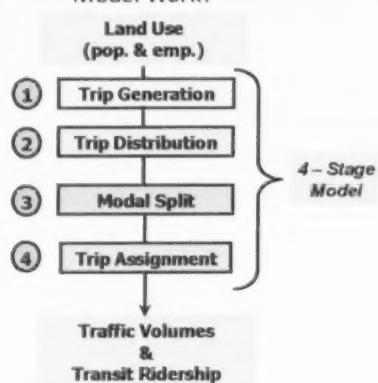 Model Work?
Land Use
(pop. & emp.)
1 Trip Generation
2 Trip Distribution
3 Modal Split
4 Trip Assignment
4 – Stage
Model
Traffic Volumes
&
Transit Ridership